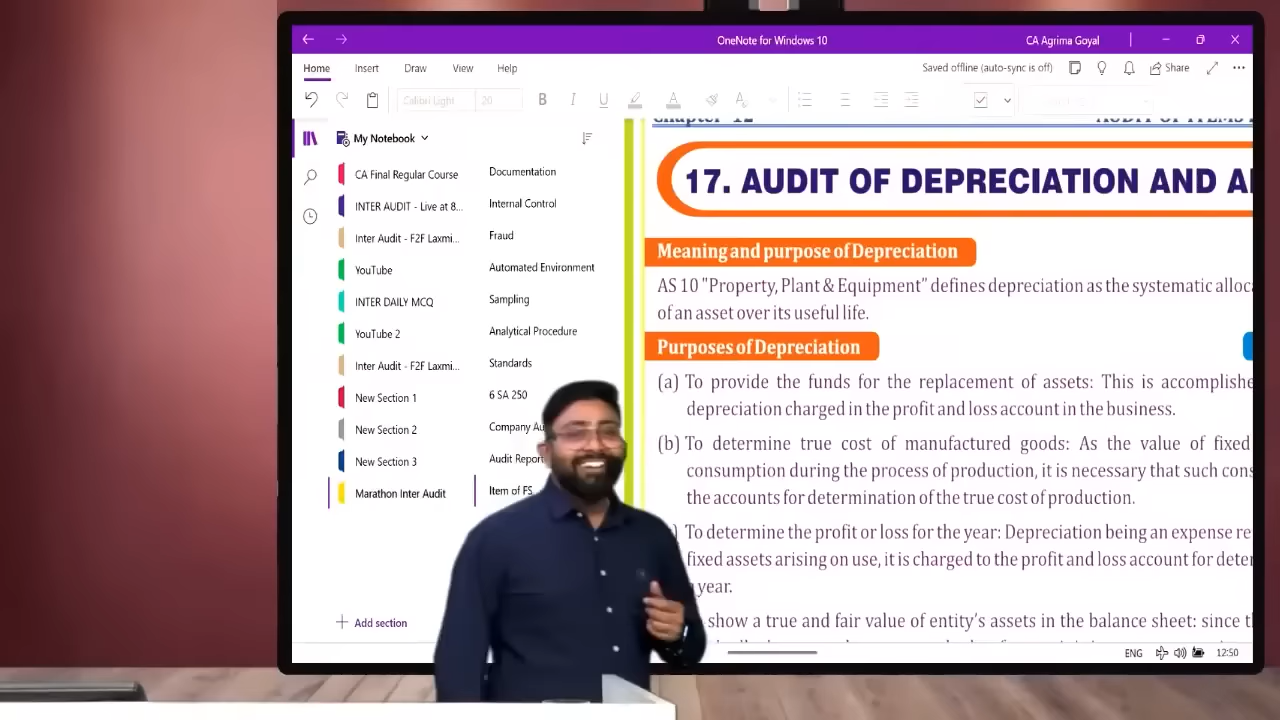 OneNote for Windows 10
CA Agrima Goyal
Home
Insert
Draw
View
Help
Saved offline (auto-sync is off)
Share
Calibri Light
20
B
I
U
A
My Notebook
CA Final Regular Course
INTER AUDIT - Live at 8...
Inter Audit - F2F Laxmi...
YouTube
INTER DAILY MCQ
YouTube 2
Inter Audit - F2F Laxmi...
New Section 1
New Section 2
New Section 3
Marathon Inter Audit
Add section
Documentation
Internal Control
Fraud
Automated Environment
Sampling
Analytical Procedure
Standards
6 SA 250
Company Au
Audit Report
Item of FS
Chapter 12
AUDIT OF ITEMS
17. AUDIT OF DEPRECIATION AND A
Meaning and purpose of Depreciation
AS 10 "Property, Plant & Equipment" defines depreciation as the systematic alloc
of an asset over its useful life.
Purposes of Depreciation
(a) To provide the funds for the replacement of assets: This is accomplishe
depreciation charged in the profit and loss account in the business.
(b) To determine true cost of manufactured goods: As the value of fixed
consumption during the process of production, it is necessary that such cons
the accounts for determination of the true cost of production.
To determine the profit or loss for the year: Depreciation being an expense re
fixed assets arising on use, it is charged to the profit and loss account for deter
year.
show a true and fair value of entity's assets in the balance sheet: since t
ENG
12:50